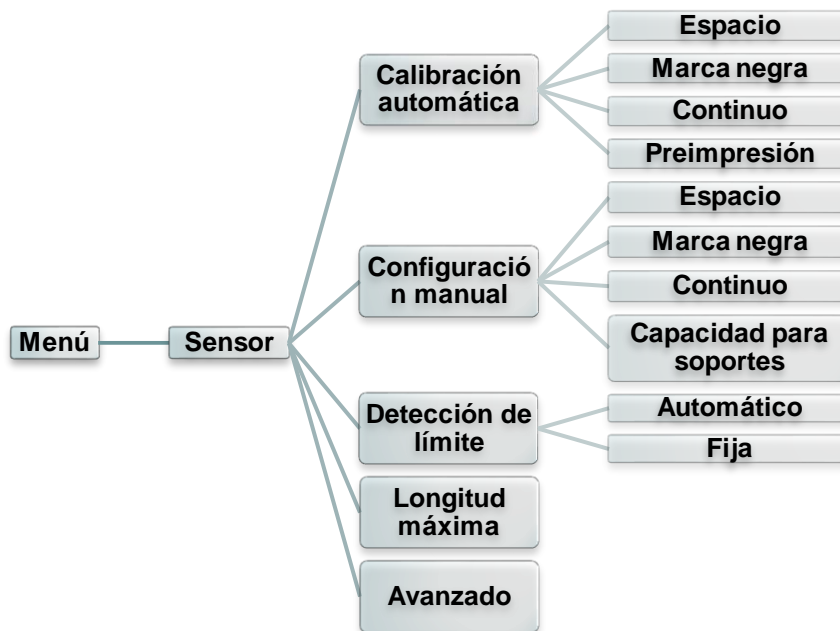 Menú
Sensor
Calibración
automática
Espacio
Marca negra
Continuo
Preimpresión
Configuració
n manual
Espacio
Marca negra
Continuo
Capacidad para
soportes
Detección de
límite
Automático
Fija
Longitud
máxima
Avanzado